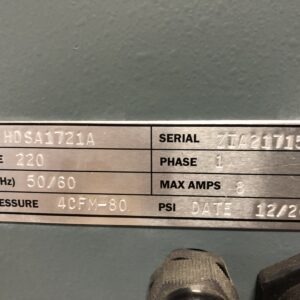 HDSA1721A SERIAL ZIA21715
E 220 PHASE 1
Hz) 50/60 MAX AMPS 8
ESSURE 4CFM-80 PSI DATE 12/2